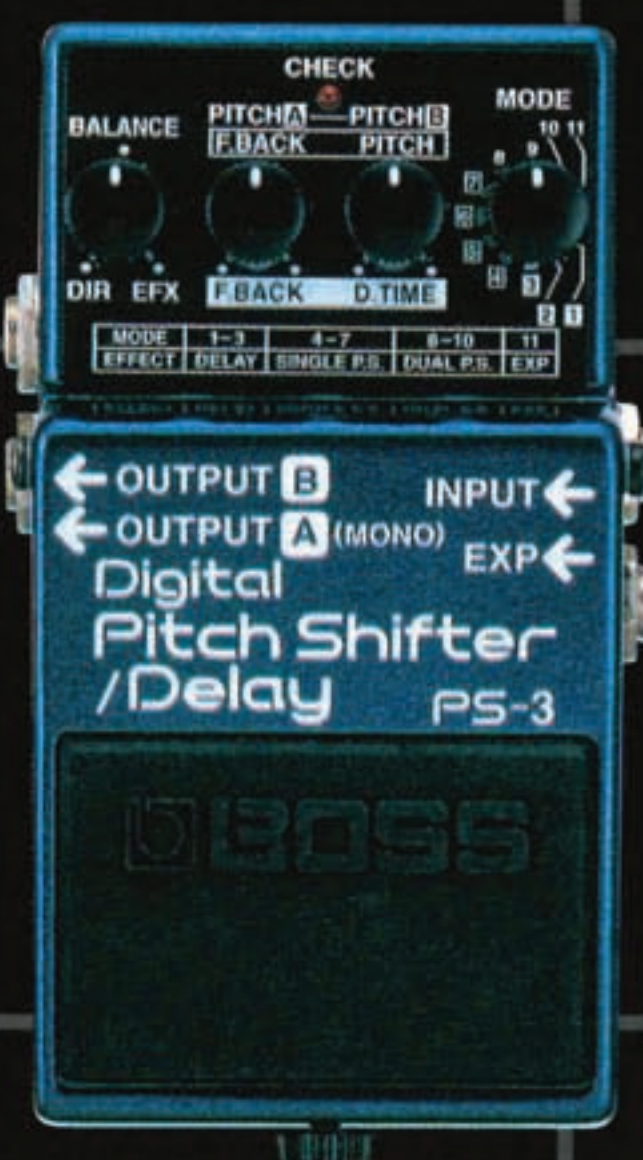 CHECK
MODE
PITCH A — PITCH B
BALANCE
F.BACK PITCH
10 11
9
8
7
6
5
4
3
2 1
DIR EFX
F.BACK D.TIME
MODE 1-3 4-7 8-10 11
EFFECT DELAY SINGLE P.S. DUAL P.S. EXP
← OUTPUT B
INPUT ←
← OUTPUT A (MONO)
EXP ←
Digital
Pitch Shifter
/Delay
PS-3
BOSS